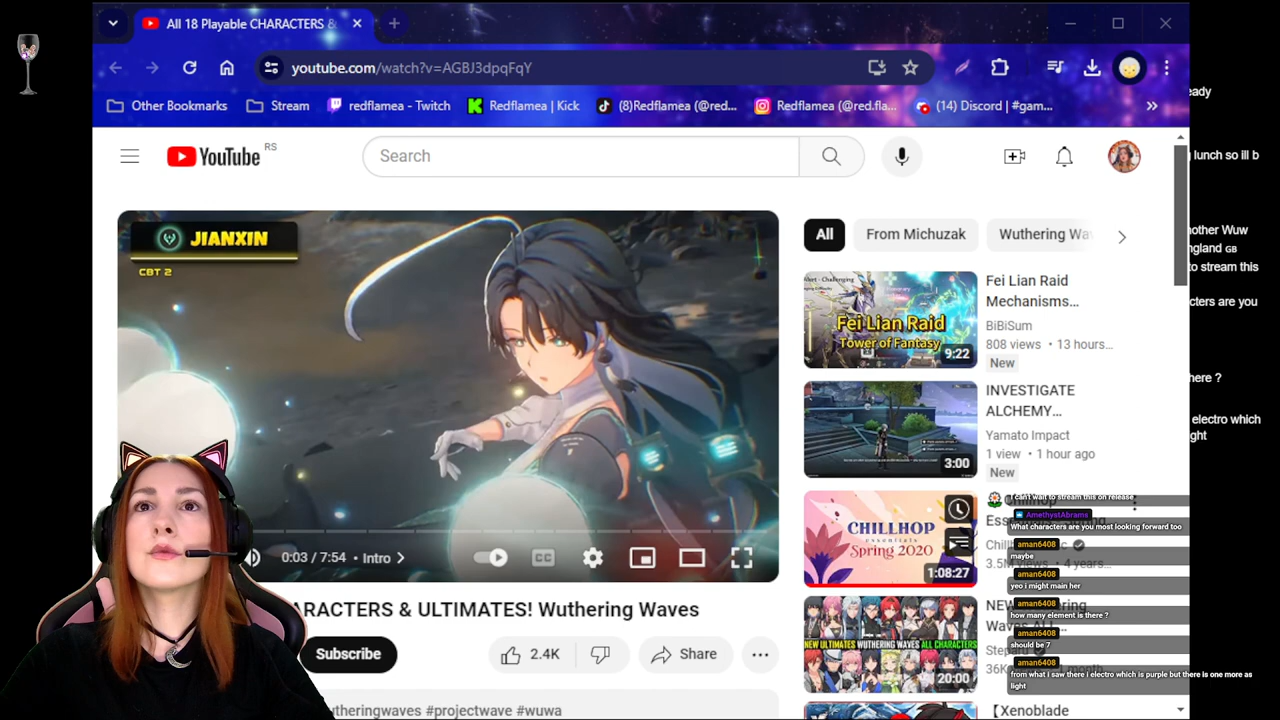 All 18 Playable CHARACTERS &
youtube.com/watch?v=AGBJ3dpqFqY
Other Bookmarks
Stream
redflamea - Twitch
Redflamea | Kick
(8)Redflamea (@red...
Redflamea (@red.fla...
(14) Discord | #gam...
YouTube RS
Search
JIANXIN
CBT 2
0:03 / 7:54 • Intro
CC
ARACTERS & ULTIMATES! Wuthering Waves
Subscribe
2.4K
Share
utheringwaves #projectwave #wuwa
All
From Michuzak
Wuthering Wa
Fei Lian Raid
Tower of Fantasy
9:22
Fei Lian Raid
Mechanisms...
BiBiSum
808 views • 13 hours...
New
3:00
INVESTIGATE
ALCHEMY...
Yamato Impact
1 view • 1 hour ago
New
CHILLHOP
essentials
Spring 2020
1:08:27
NEW ULTIMATES WUTHERING WAVES ALL CHARACTERS
20:00
【Xenoblade
I can't wait to stream this on release
AmethystAbrams
What characters are you most looking forward too
aman6408
maybe
aman6408
yeo i might main her
aman6408
how many element is there ?
aman6408
should be 7
aman6408
from what i saw there i electro which is purple but there is one more as
light
eady
lunch so ill b
nother Wuw
ngland GB
to stream this
cters are you
here ?
electro which
ght